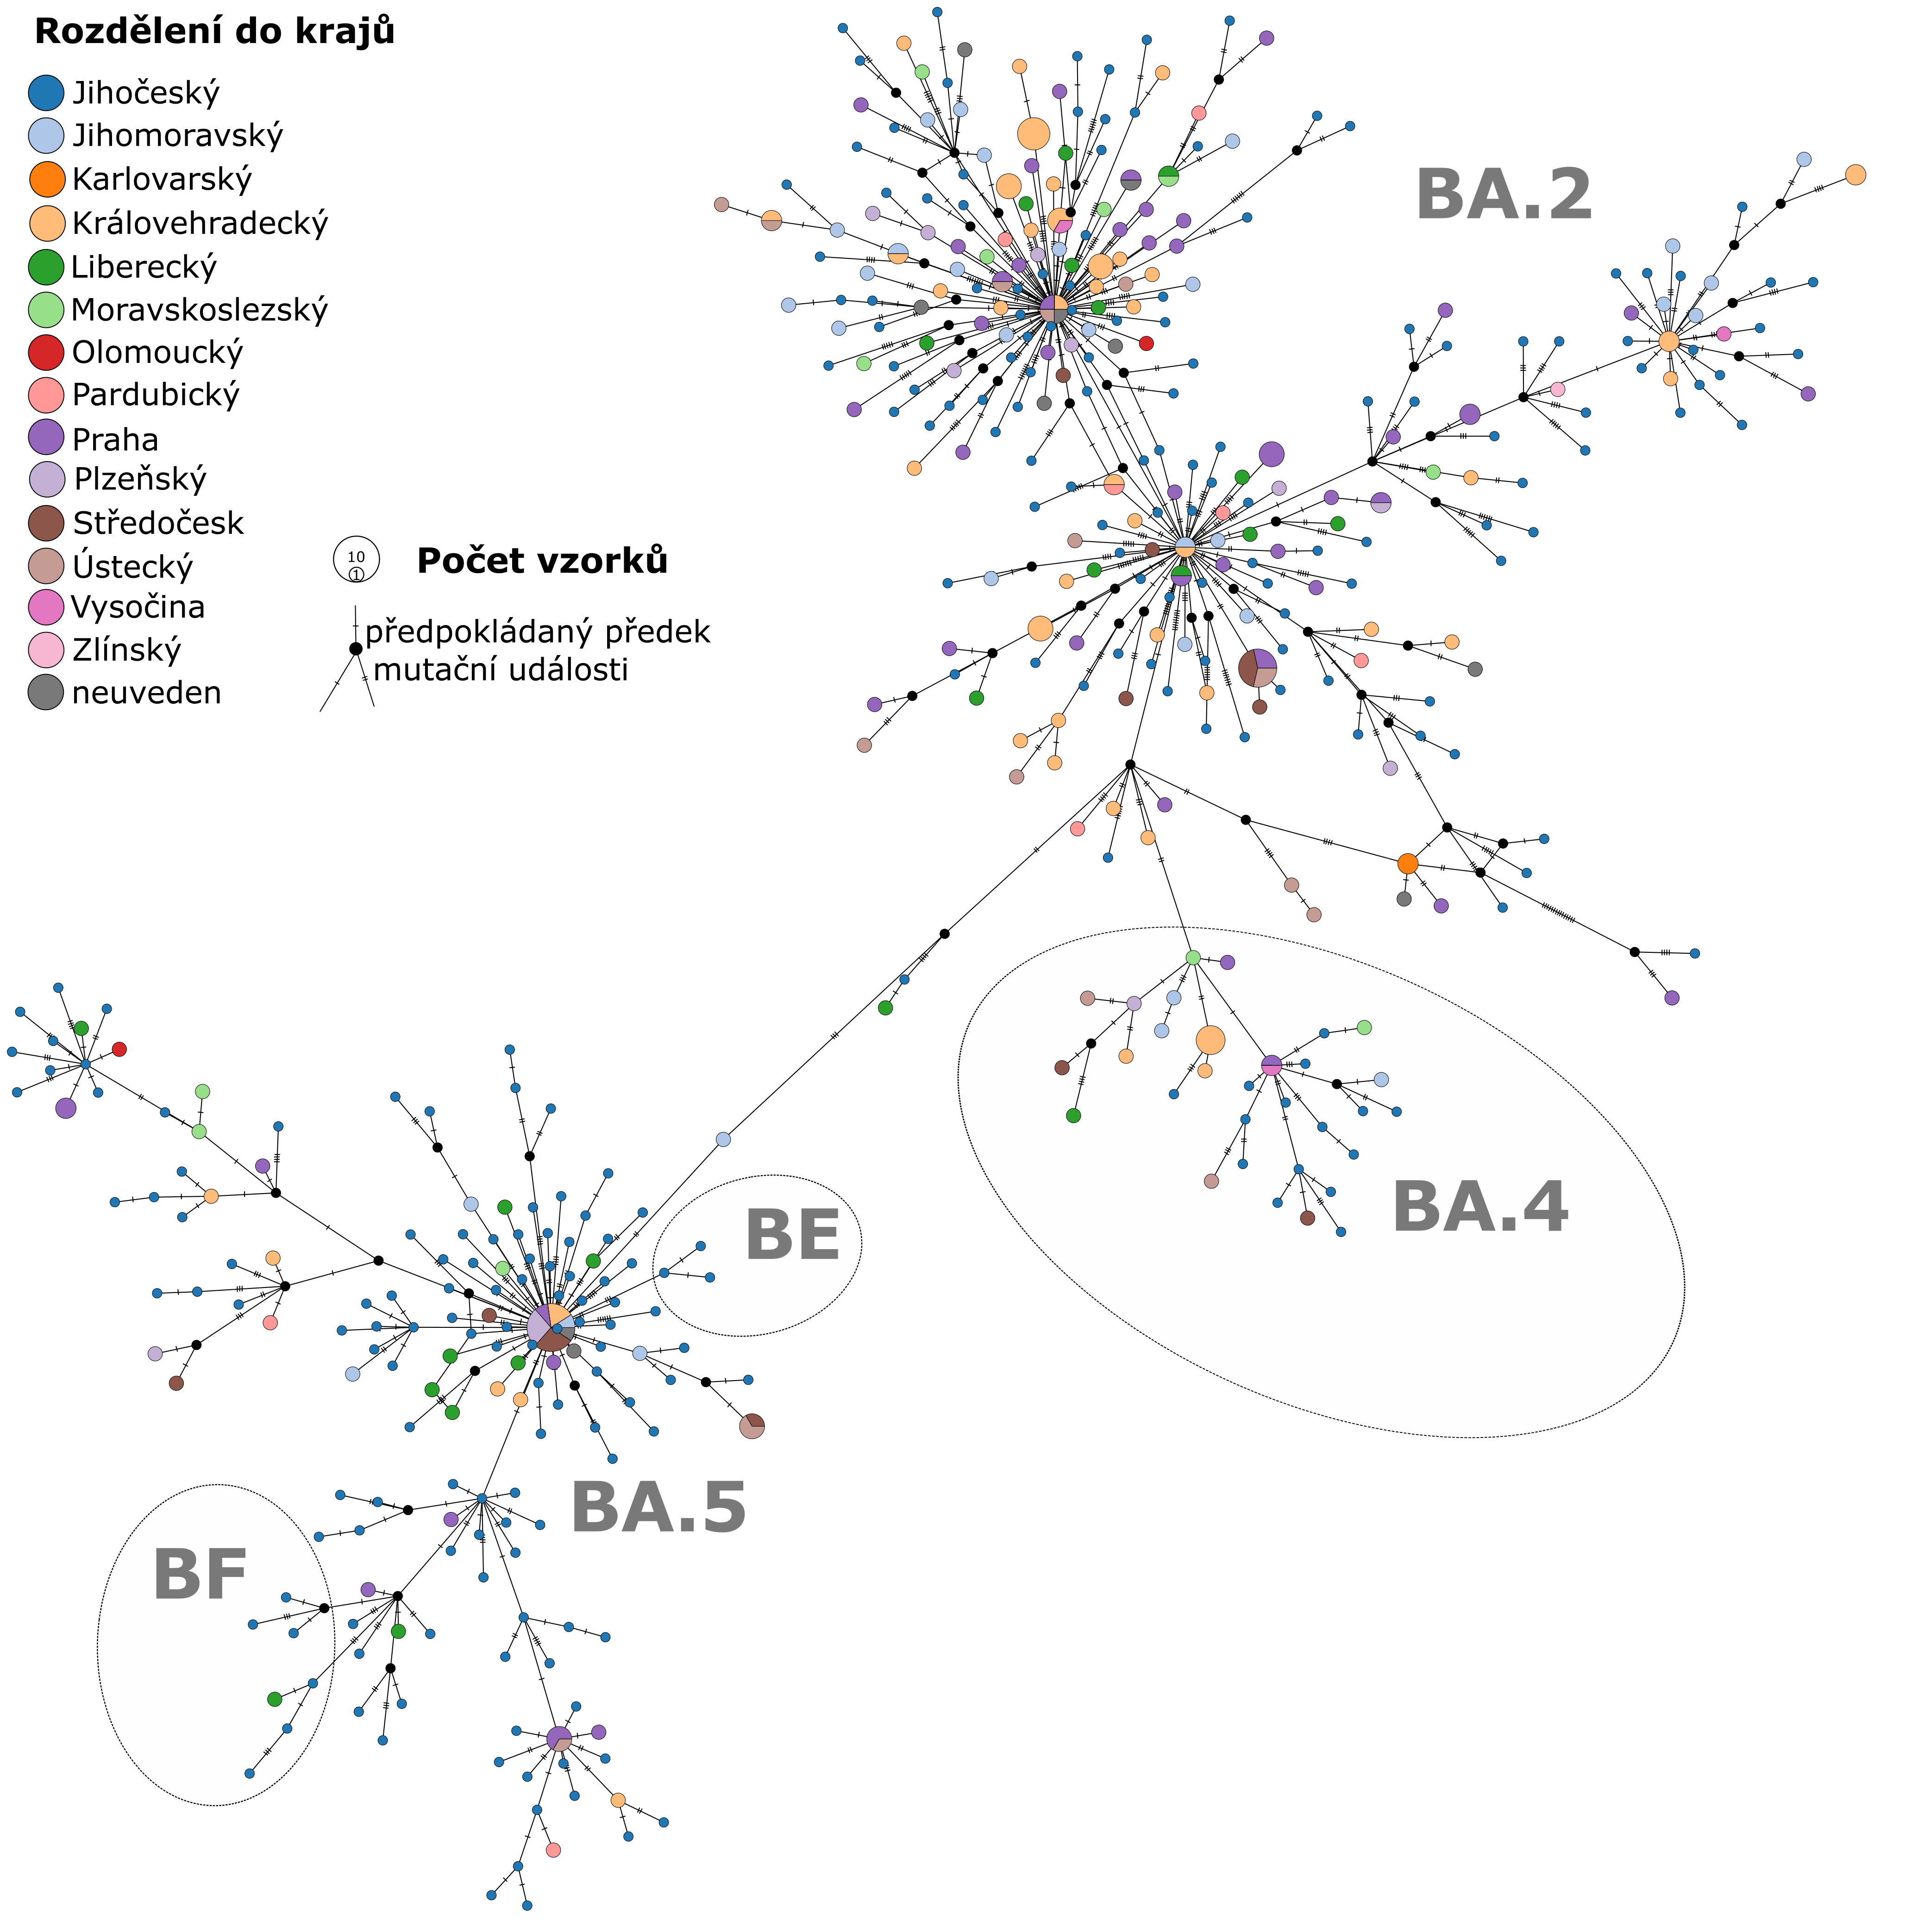 Rozdělení do krajů
Jihočeský
Jihomoravský
Karlovarský
Královehradecký
Liberecký
Moravskoslezský
Olomoucký
Pardubický
Praha
Plzeňský
Středočesk
Ústecký
Vysočina
Zlínský
neuveden
10
1
Počet vzorků
předpokládaný předek
mutační události
BA.2
BA.4
BE
BA.5
BF